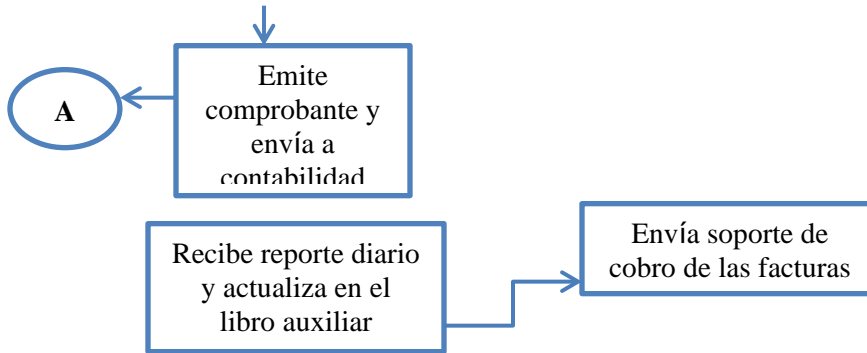 A
Emite
comprobante y
envía a
contabilidad
Recibe reporte diario
y actualiza en el
libro auxiliar
Envía soporte de
cobro de las facturas